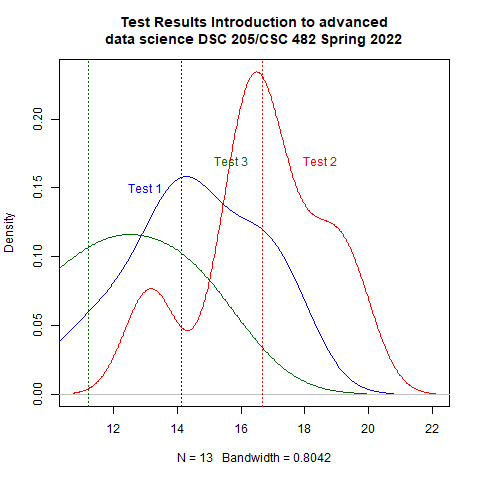 Test Results Introduction to advanced
data science DSC 205/CSC 482 Spring 2022
Density
0.20
0.15
0.10
0.05
0.00
Test 1
Test 3
Test 2
12 14 16 18 20 22
N = 13 Bandwidth = 0.8042